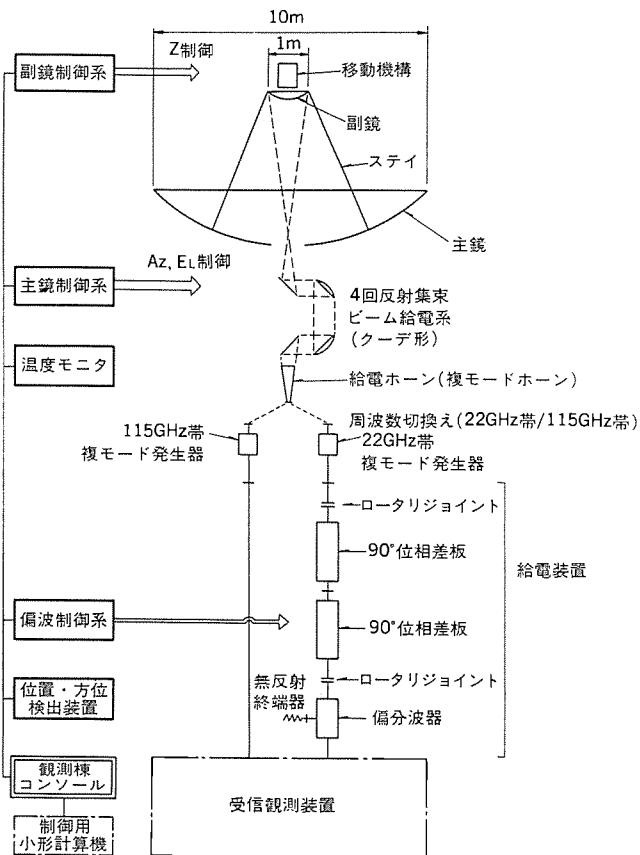 10m
1m
Z制御
移動機構
副鏡制御系
副鏡
ステイ
主鏡
Az, EL制御
主鏡制御系
4回反射集束
ビーム給電系
(クーデ形)
温度モニタ
給電ホーン(複モードホーン)
周波数切換え(22GHz帯/115GHz帯)
115GHz帯
複モード発生器
22GHz帯
複モード発生器
ロータリジョイント
90°位相差板
給電装置
偏波制御系
90°位相差板
無反射
終端器
ロータリジョイント
位置・方位
検出装置
偏分波器
観測棟
コンソール
受信観測装置
制御用
小形計算機